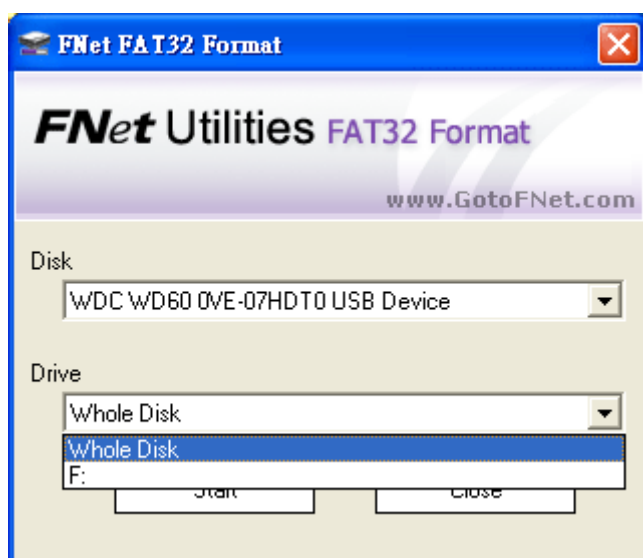 FNet FAT32 Format
FNet Utilities FAT32 Format
www.GotoFNet.com
Disk
WDC WD60 0VE-07HDT0 USB Device
Drive
Whole Disk
Whole Disk
F:
Start Close